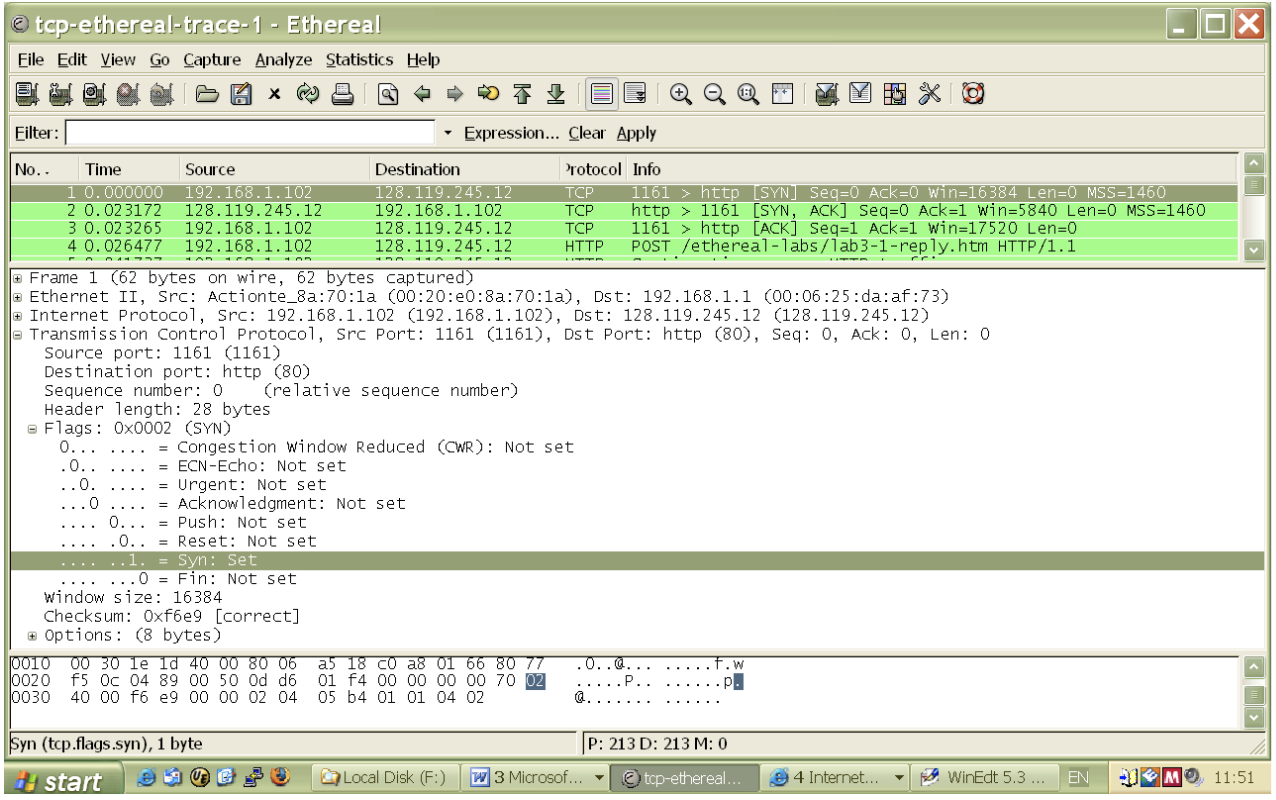 tcp-ethereal-trace-1 - Ethereal
File Edit View Go Capture Analyze Statistics Help
Filter: Expression... Clear Apply
No. . Time Source Destination Protocol Info
1 0.000000 192.168.1.102 128.119.245.12 TCP 1161 > http [SYN] Seq=0 Ack=0 Win=16384 Len=0 MSS=1460
2 0.023172 128.119.245.12 192.168.1.102 TCP http > 1161 [SYN, ACK] Seq=0 Ack=1 Win=5840 Len=0 MSS=1460
3 0.023265 192.168.1.102 128.119.245.12 TCP 1161 > http [ACK] Seq=1 Ack=1 Win=17520 Len=0
4 0.026477 192.168.1.102 128.119.245.12 HTTP POST /ethereal-labs/lab3-1-reply.htm HTTP/1.1
Frame 1 (62 bytes on wire, 62 bytes captured)
Ethernet II, Src: Actionte_8a:70:1a (00:20:e0:8a:70:1a), Dst: 192.168.1.1 (00:06:25:da:af:73)
Internet Protocol, Src: 192.168.1.102 (192.168.1.102), Dst: 128.119.245.12 (128.119.245.12)
Transmission Control Protocol, Src Port: 1161 (1161), Dst Port: http (80), Seq: 0, Ack: 0, Len: 0
Source port: 1161 (1161)
Destination port: http (80)
Sequence number: 0 (relative sequence number)
Header length: 28 bytes
Flags: 0x0002 (SYN)
0... .... = Congestion Window Reduced (CWR): Not set
.0.. .... = ECN-Echo: Not set
..0. .... = Urgent: Not set
...0 .... = Acknowledgment: Not set
.... 0... = Push: Not set
.... .0.. = Reset: Not set
.... ..1. = Syn: Set
.... ...0 = Fin: Not set
Window size: 16384
Checksum: 0xf6e9 [correct]
Options: (8 bytes)
0010 00 30 1e 1d 40 00 80 06 a5 18 c0 a8 01 66 80 77 .0..@... .....f.w
0020 f5 0c 04 89 00 50 0d d6 01 f4 00 00 00 00 70 02 .....P.. ......p.
0030 40 00 f6 e9 00 00 02 04 05 b4 01 01 04 02 @....... ......
Syn (tcp.flags.syn), 1 byte P: 213 D: 213 M: 0
start Local Disk (F:) 3 Microsof... tcp-ethereal... 4 Internet... WinEdt 5.3 ... EN 11:51